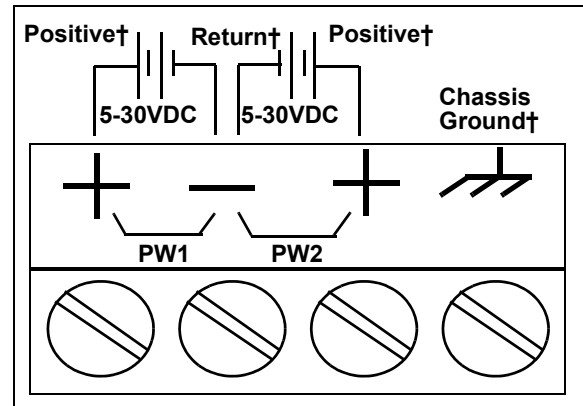 Positive† Return† Positive†
5-30VDC 5-30VDC
Chassis
Ground†
PW1 PW2